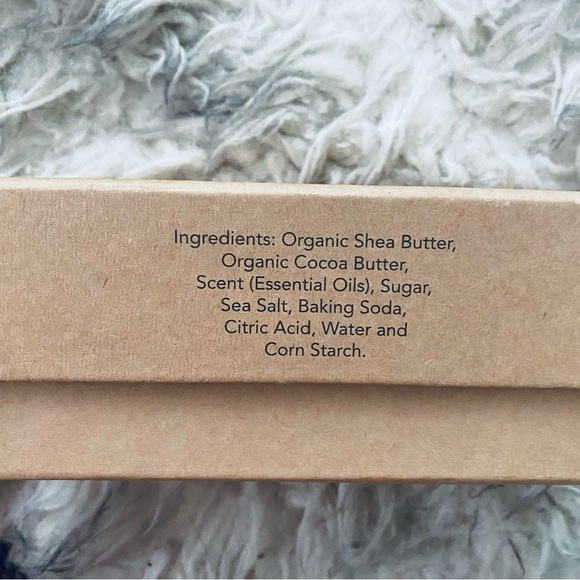 Ingredients: Organic Shea Butter,
Organic Cocoa Butter,
Scent (Essential Oils), Sugar,
Sea Salt, Baking Soda,
Citric Acid, Water and
Corn Starch.